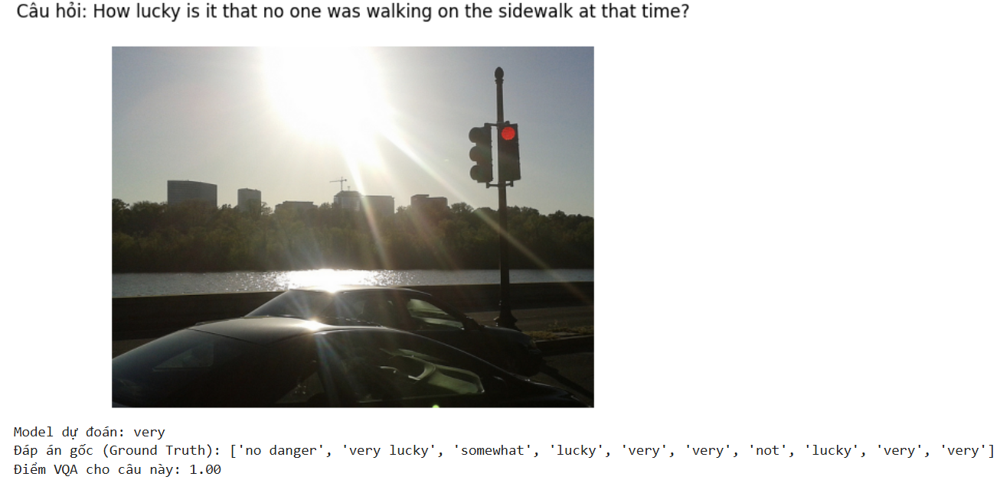 Câu hỏi: How lucky is it that no one was walking on the sidewalk at that time?
Model dự đoán: very
Đáp án gốc (Ground Truth): ['no danger', 'very lucky', 'somewhat', 'lucky', 'very', 'very', 'not', 'lucky', 'very', 'very']
Điểm VQA cho câu này: 1.00